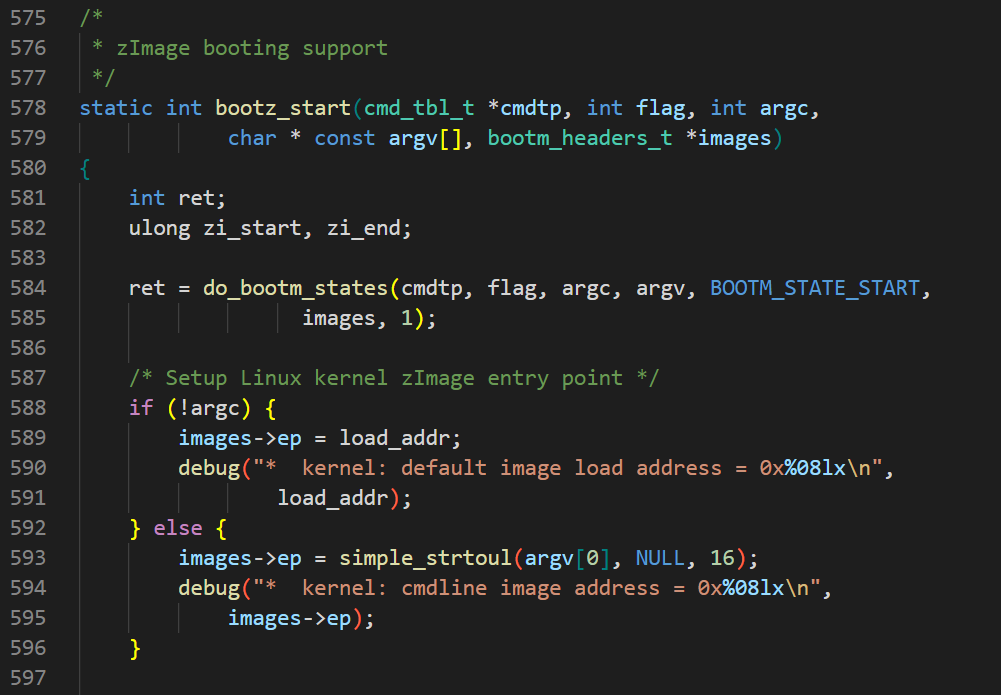 575 /*
576  * zImage booting support
577  */
578 static int bootz_start(cmd_tbl_t *cmdtp, int flag, int argc,
579             char * const argv[], bootm_headers_t *images)
580 {
581     int ret;
582     ulong zi_start, zi_end;
583
584     ret = do_bootm_states(cmdtp, flag, argc, argv, BOOTM_STATE_START,
585                   images, 1);
586
587     /* Setup Linux kernel zImage entry point */
588     if (!argc) {
589         images->ep = load_addr;
590         debug("*  kernel: default image load address = 0x%08lx\n",
591                 load_addr);
592     } else {
593         images->ep = simple_strtoul(argv[0], NULL, 16);
594         debug("*  kernel: cmdline image address = 0x%08lx\n",
595             images->ep);
596     }
597